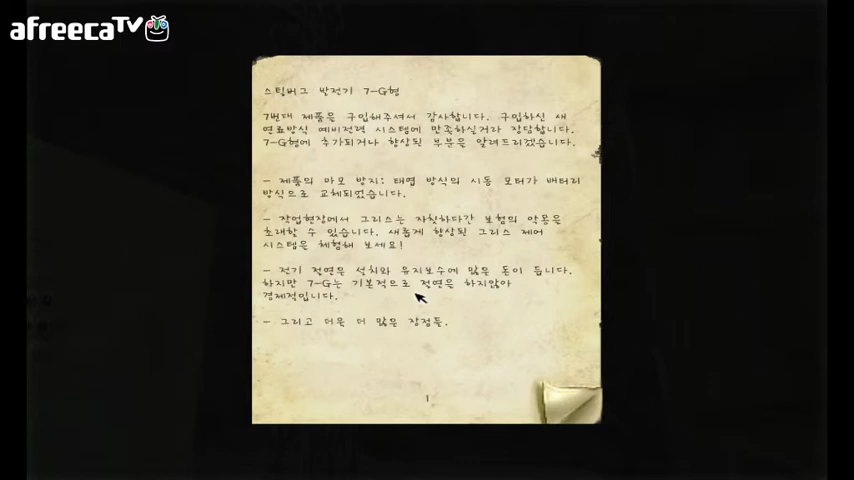 afreecaTV
스팀버그 발전기 7-G형
7번대 제품을 구입해주셔서 감사합니다. 구입하신 새
연료방식 예비전력 시스템에 만족하실거라 장담합니다.
7-G형에 추가되거나 향상된 부분을 알려드리겠습니다.
- 제품의 마모 방지: 태엽 방식의 시동 모터가 배터리
방식으로 교체되었습니다.
- 작업현장에서 그리스는 자칫하다간 보험의 악몽을
초래할 수 있습니다. 새롭게 향상된 그리스 제어
시스템을 체험해 보세요!
- 전기 절연은 설치와 유지보수에 많은 돈이 듭니다.
하지만 7-G는 기본적으로 절연을 하지않아
경제적입니다.
- 그리고 더욱 더 많은 장점들.
1